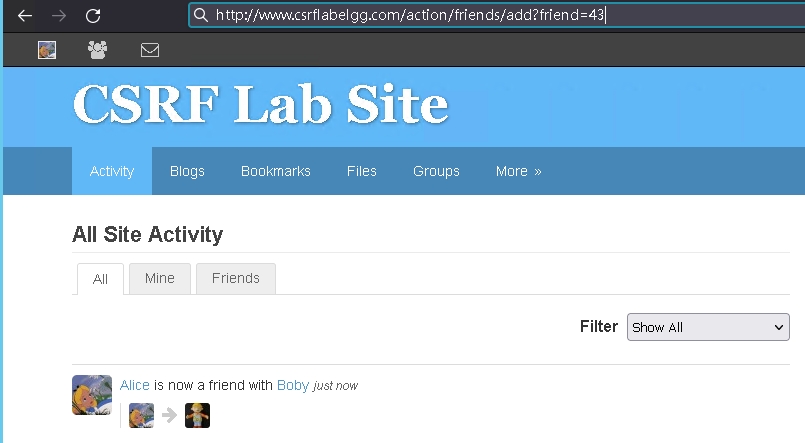 http://www.csrflabelgg.com/action/friends/add?friend=43
CSRF Lab Site
Activity Blogs Bookmarks Files Groups More »
All Site Activity
All Mine Friends
Filter Show All
Alice is now a friend with Boby just now